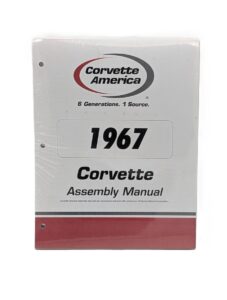 Corvette
America
6 Generations. 1 Source.
1967
Corvette
Assembly Manual